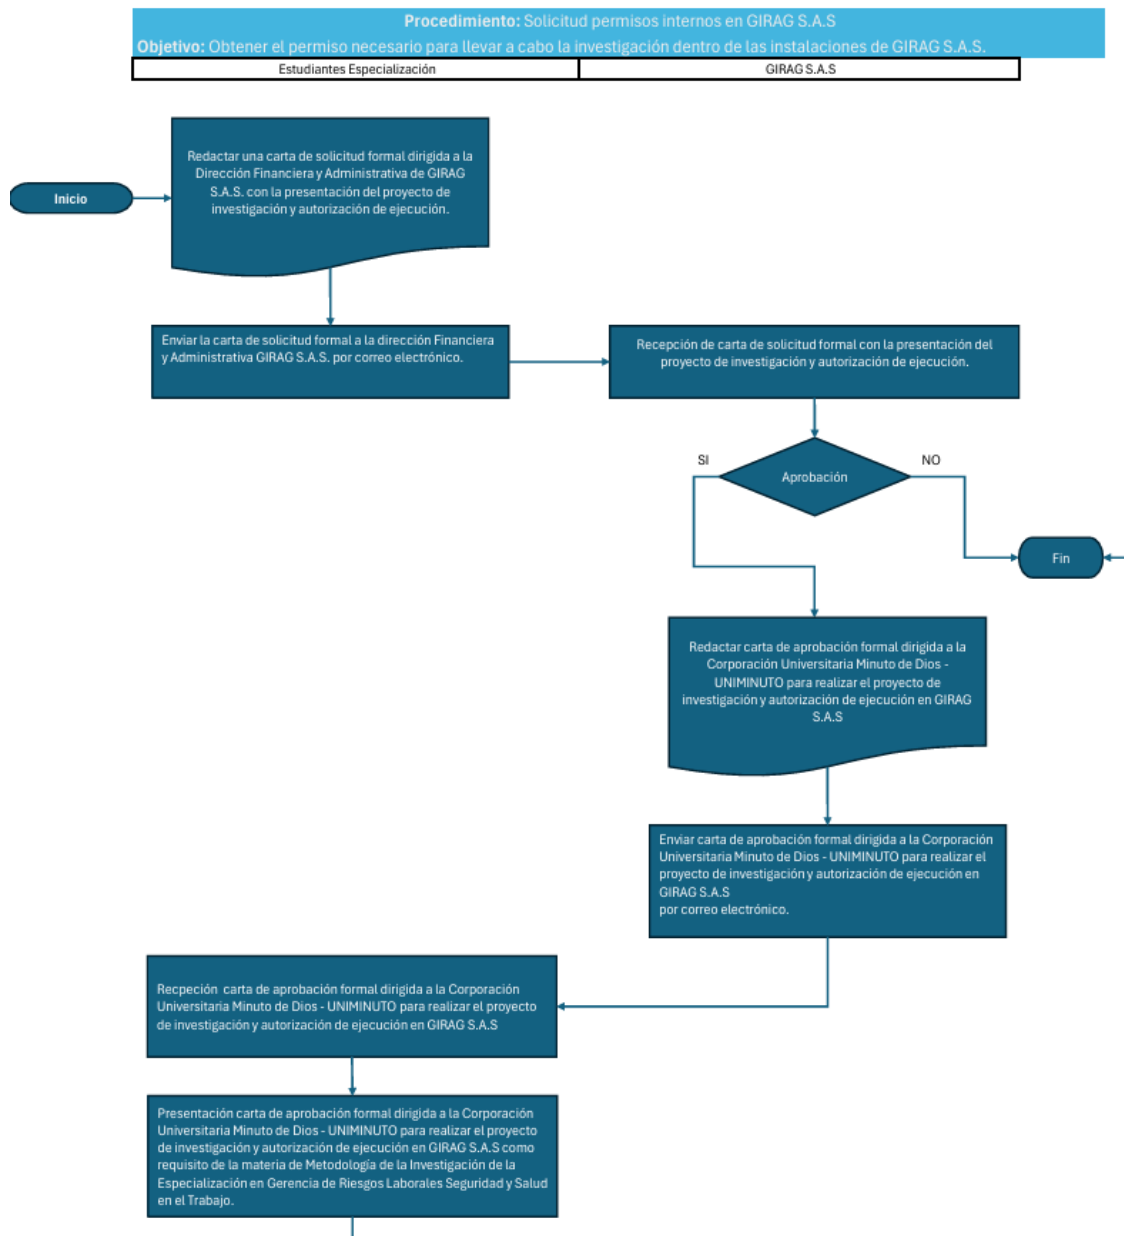 Procedimiento: Solicitud permisos internos en GIRAG S.A.S
Objetivo: Obtener el permiso necesario para llevar a cabo la investigación dentro de las instalaciones de GIRAG S.A.S.
Estudiantes Especialización
GIRAG S.A.S
Inicio
Redactar una carta de solicitud formal dirigida a la
Dirección Financiera y Administrativa de GIRAG
S.A.S. con la presentación del proyecto de
investigación y autorización de ejecución.
Enviar la carta de solicitud formal a la dirección Financiera
y Administrativa GIRAG S.A.S. por correo electrónico.
Recepción de carta de solicitud formal con la presentación del
proyecto de investigación y autorización de ejecución.
SI
Aprobación
NO
Fin
Redactar carta de aprobación formal dirigida a la
Corporación Universitaria Minuto de Dios -
UNIMINUTO para realizar el proyecto de
investigación y autorización de ejecución en GIRAG
S.A.S
Enviar carta de aprobación formal dirigida a la Corporación
Universitaria Minuto de Dios - UNIMINUTO para realizar el
proyecto de investigación y autorización de ejecución en
GIRAG S.A.S
por correo electrónico.
Recpeción carta de aprobación formal dirigida a la Corporación
Universitaria Minuto de Dios - UNIMINUTO para realizar el proyecto
de investigación y autorización de ejecución en GIRAG S.A.S
Presentación carta de aprobación formal dirigida a la Corporación
Universitaria Minuto de Dios - UNIMINUTO para realizar el proyecto
de investigación y autorización de ejecución en GIRAG S.A.S como
requisito de la materia de Metodología de la Investigación de la
Especialización en Gerencia de Riesgos Laborales Seguridad y Salud
en el Trabajo.